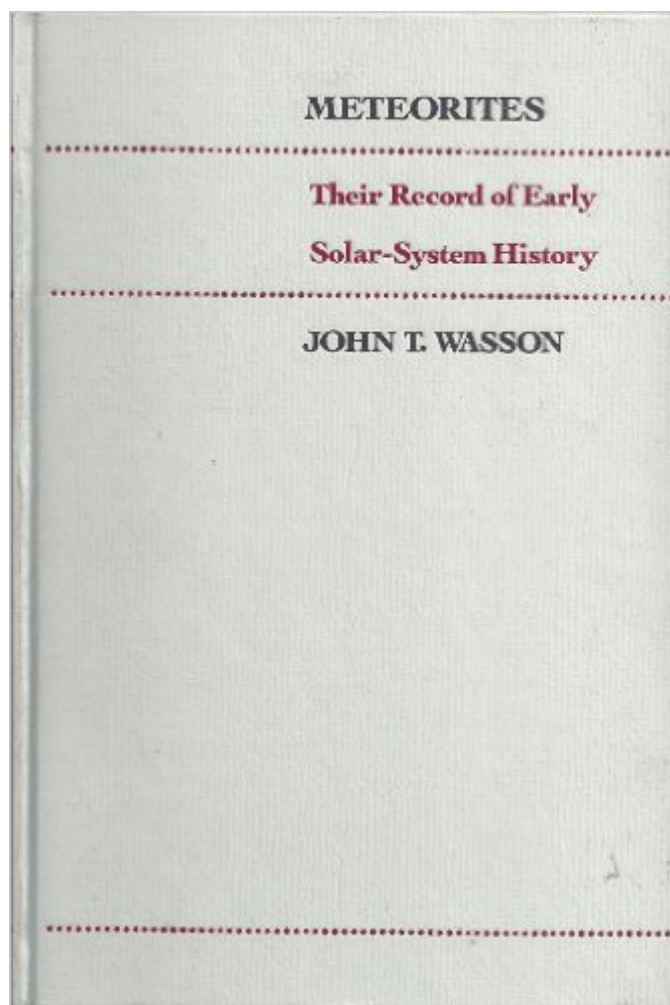 METEORITES
Their Record of Early
Solar-System History
JOHN T. WASSON